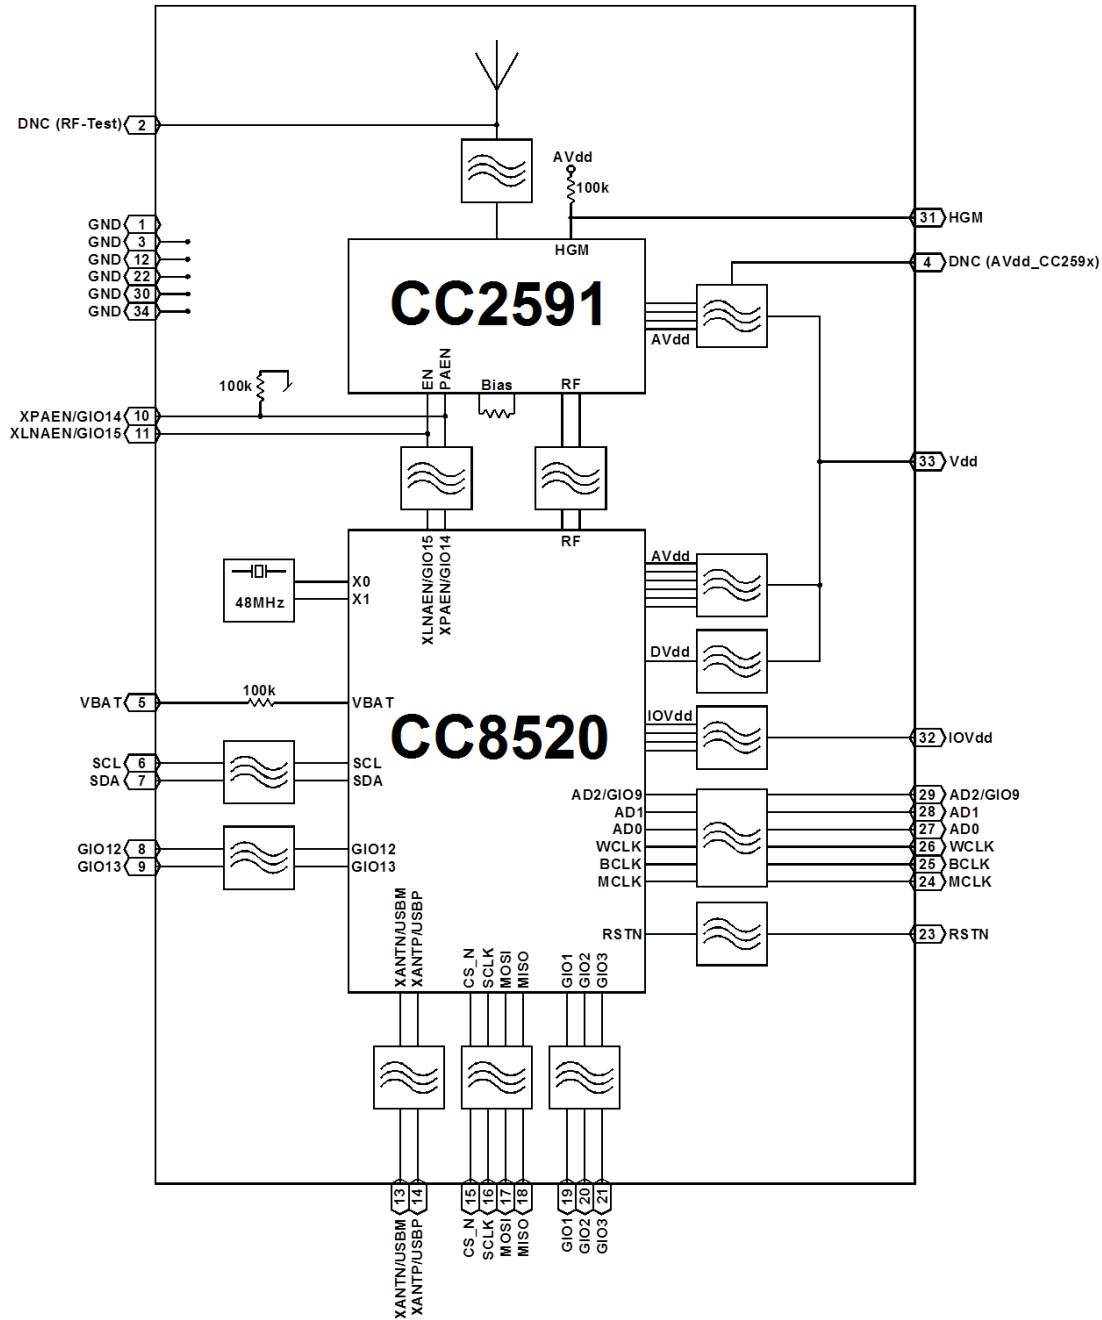 DNC (RF-Test) 2
AVdd
100k
GND 1
GND 3
GND 12
GND 22
GND 30
GND 34
31 HGM
HGM
4 DNC (AVdd_CC259x)
CC2591
AVdd
EN
PAEN
Bias
RF
100k
XPAEN/GIO14 10
XLNAEN/GIO15 11
33 Vdd
XLNAEN/GIO15
XPAEN/GIO14
RF
AVdd
48MHz
X0
X1
DVdd
VBAT 5
100k
VBAT
CC8520
IOVdd
32 IOVdd
SCL 6
SDA 7
SCL
SDA
AD2/GIO9
AD1
AD0
WCLK
BCLK
MCLK
29 AD2/GIO9
28 AD1
27 AD0
26 WCLK
25 BCLK
24 MCLK
GIO12 8
GIO13 9
GIO12
GIO13
RSTN
23 RSTN
XANTN/USBM
XANTP/USBP
CS_N
SCLK
MOSI
MISO
GIO1
GIO2
GIO3
13 XANTN/USBM
14 XANTP/USBP
15 CS_N
16 SCLK
17 MOSI
18 MISO
19 GIO1
20 GIO2
21 GIO3